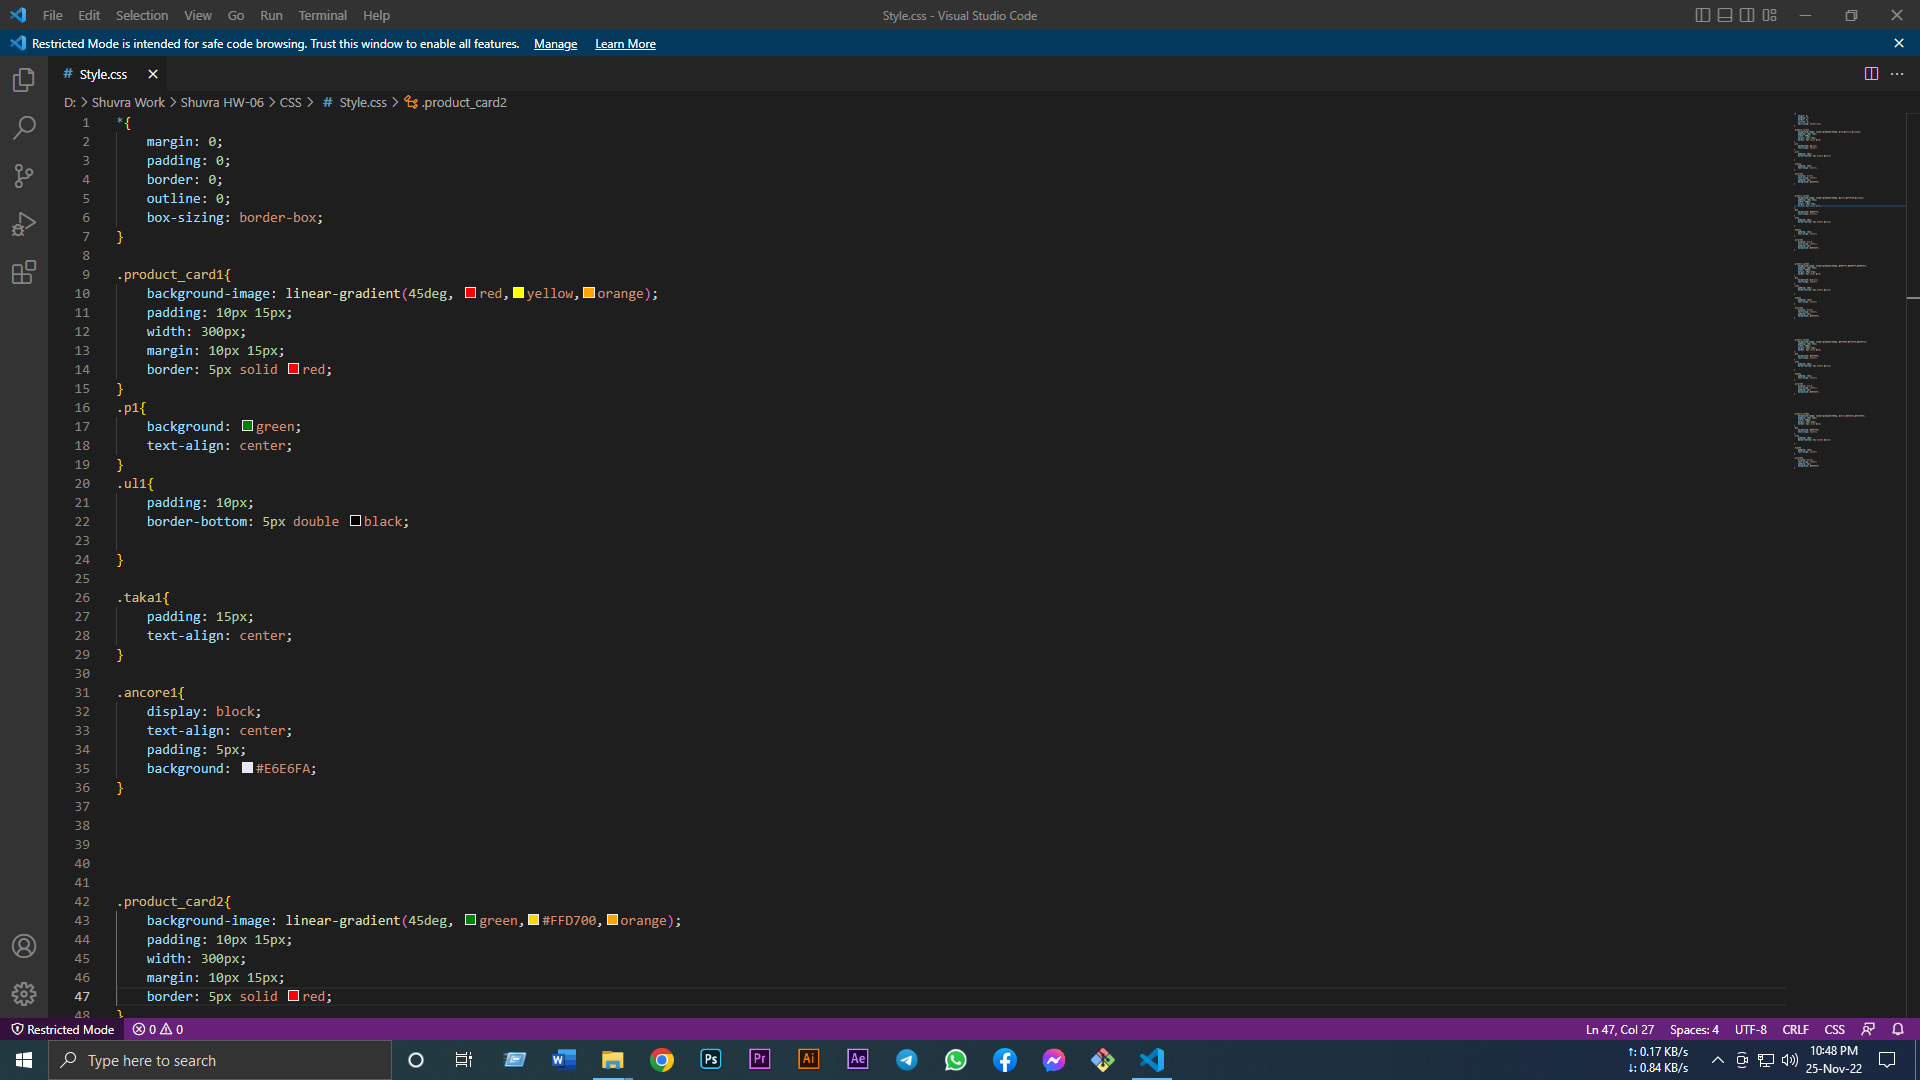 File Edit Selection View Go Run Terminal Help
Style.css - Visual Studio Code
Restricted Mode is intended for safe code browsing. Trust this window to enable all features. Manage Learn More
# Style.css
D: > Shuvra Work > Shuvra HW-06 > CSS > # Style.css > .product_card2
1 *{
2 margin: 0;
3 padding: 0;
4 border: 0;
5 outline: 0;
6 box-sizing: border-box;
7 }
8
9 .product_card1{
10 background-image: linear-gradient(45deg, red,yellow,orange);
11 padding: 10px 15px;
12 width: 300px;
13 margin: 10px 15px;
14 border: 5px solid red;
15 }
16 .p1{
17 background: green;
18 text-align: center;
19 }
20 .ul1{
21 padding: 10px;
22 border-bottom: 5px double black;
23
24 }
25
26 .taka1{
27 padding: 15px;
28 text-align: center;
29 }
30
31 .ancore1{
32 display: block;
33 text-align: center;
34 padding: 5px;
35 background: #E6E6FA;
36 }
37
38
39
40
41
42 .product_card2{
43 background-image: linear-gradient(45deg, green,#FFD700,orange);
44 padding: 10px 15px;
45 width: 300px;
46 margin: 10px 15px;
47 border: 5px solid red;
48 }
Restricted Mode 0 0 Ln 47, Col 27 Spaces: 4 UTF-8 CRLF CSS
Type here to search
W
Ps
Pr
Ai
Ae
↑: 0.17 KB/s
↓: 0.84 KB/s
10:48 PM
25-Nov-22